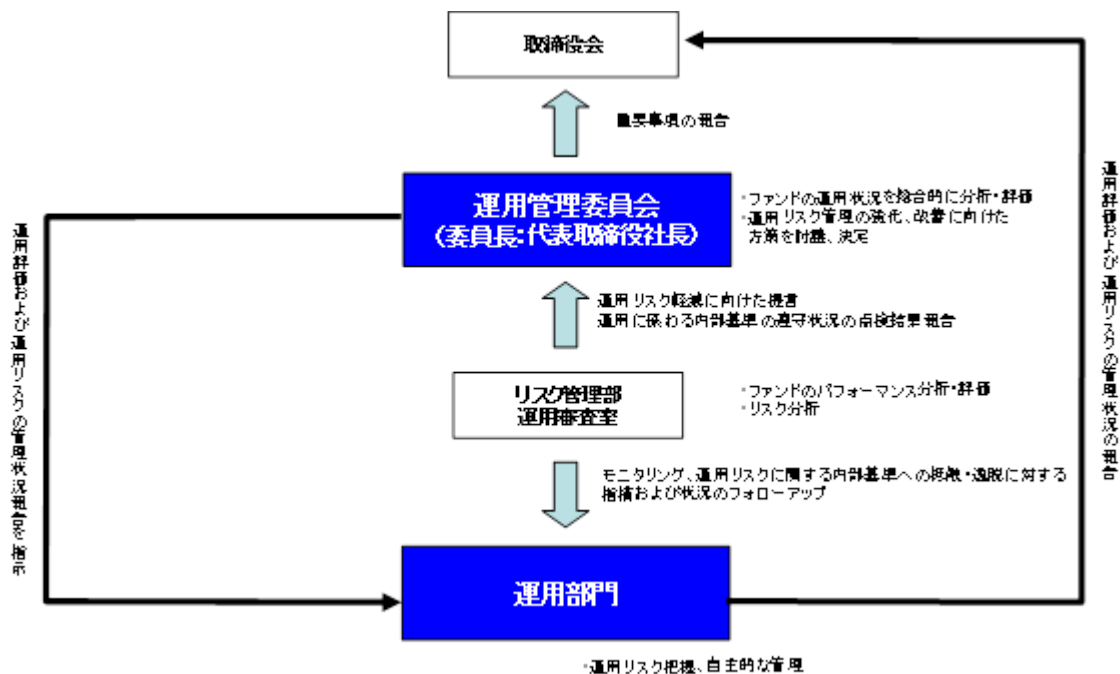 取締役会
重要事項の報告
運用管理委員会
(委員長:代表取締役社長)
・ファンドの運用状況を総合的に分析・評価
・運用リスク管理の強化、改善に向けた
方策を討議、決定
運用リスク軽減に向けた提言
運用に係わる内部基準の遵守状況の点検結果報告
リスク管理部
運用審査室
・ファンドのパフォーマンス分析・評価
・リスク分析
モニタリング、運用リスクに関する内部基準への抵触・逸脱に対する
指摘および状況のフォローアップ
運用部門
・運用リスク把握、自主的な管理
運用評価および運用リスクの管理状況報告を指示
運用評価および運用リスクの管理状況の報告